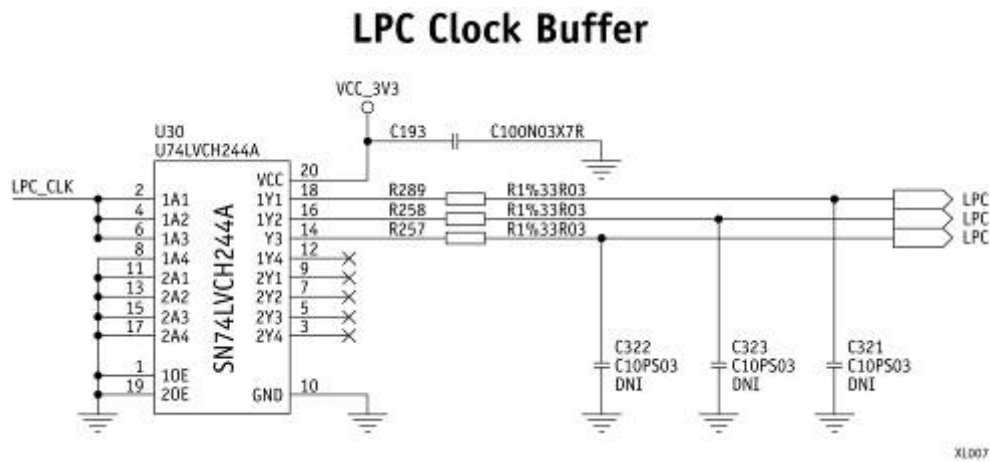 LPC Clock Buffer
VCC_3V3
C193 C100N03X7R
U30
U74LVCH244A
LPC_CLK
SN74LVCH244A
VCC 20
2 1A1 1Y1 18 R289 R1%33R03 LPC
4 1A2 1Y2 16 R258 R1%33R03 LPC
6 1A3 Y3 14 R257 R1%33R03 LPC
8 1A4 1Y4 12
11 2A1 2Y1 9
13 2A2 2Y2 7
15 2A3 2Y3 5
17 2A4 2Y4 3
1 1OE
19 2OE GND 10
C322 C323 C321
C10PS03 C10PS03 C10PS03
DNI DNI DNI
XL007